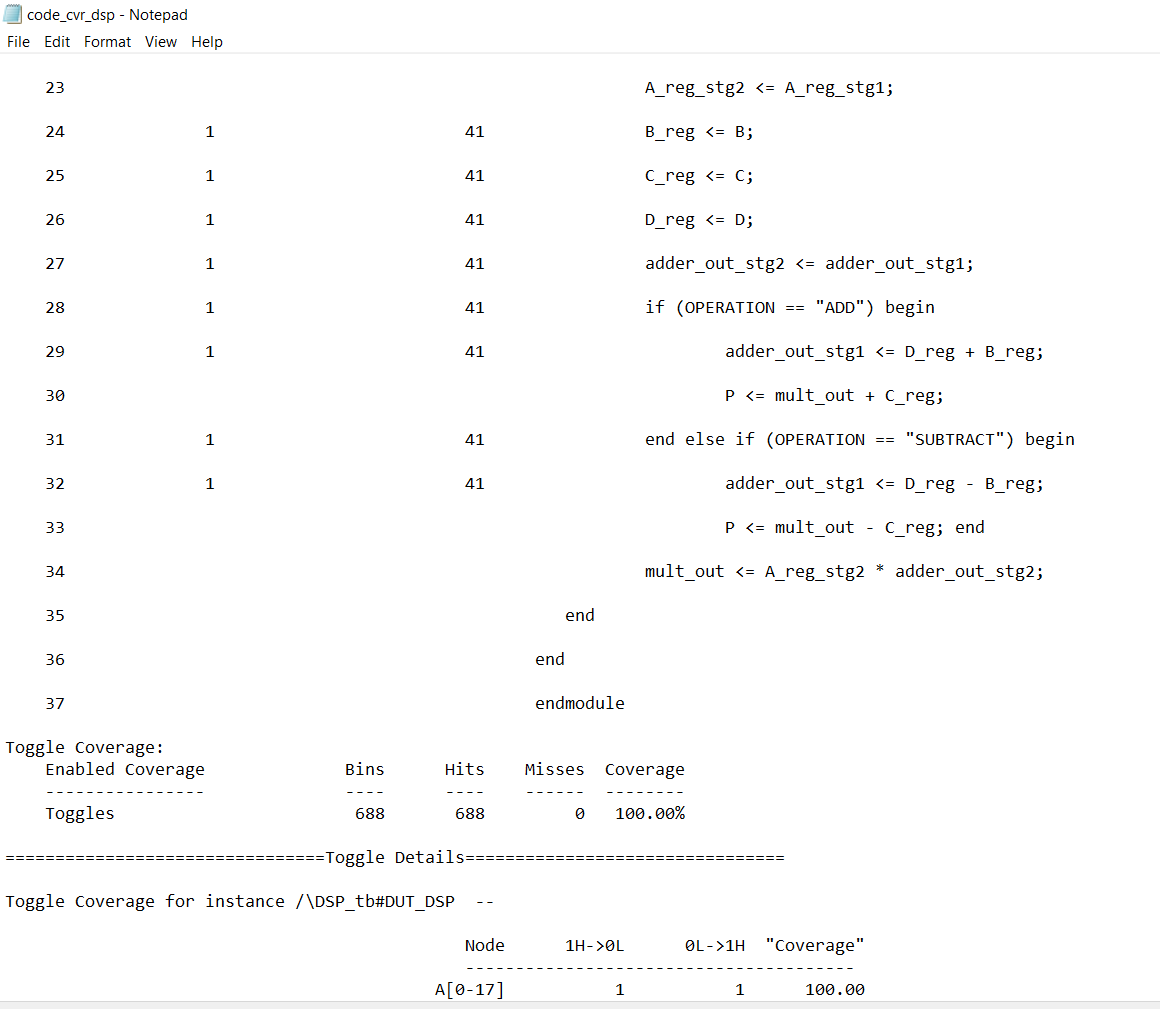 code_cvr_dsp - Notepad
File Edit Format View Help
23 A_reg_stg2 <= A_reg_stg1;
24 1 41 B_reg <= B;
25 1 41 C_reg <= C;
26 1 41 D_reg <= D;
27 1 41 adder_out_stg2 <= adder_out_stg1;
28 1 41 if (OPERATION == "ADD") begin
29 1 41 adder_out_stg1 <= D_reg + B_reg;
30 P <= mult_out + C_reg;
31 1 41 end else if (OPERATION == "SUBTRACT") begin
32 1 41 adder_out_stg1 <= D_reg - B_reg;
33 P <= mult_out - C_reg; end
34 mult_out <= A_reg_stg2 * adder_out_stg2;
35 end
36 end
37 endmodule
Toggle Coverage:
Enabled Coverage Bins Hits Misses Coverage
---------------- ---- ---- ------ --------
Toggles 688 688 0 100.00%
================================Toggle Details================================
Toggle Coverage for instance /\DSP_tb#DUT_DSP --
Node 1H->0L 0L->1H "Coverage"
---------------------------------------
A[0-17] 1 1 100.00